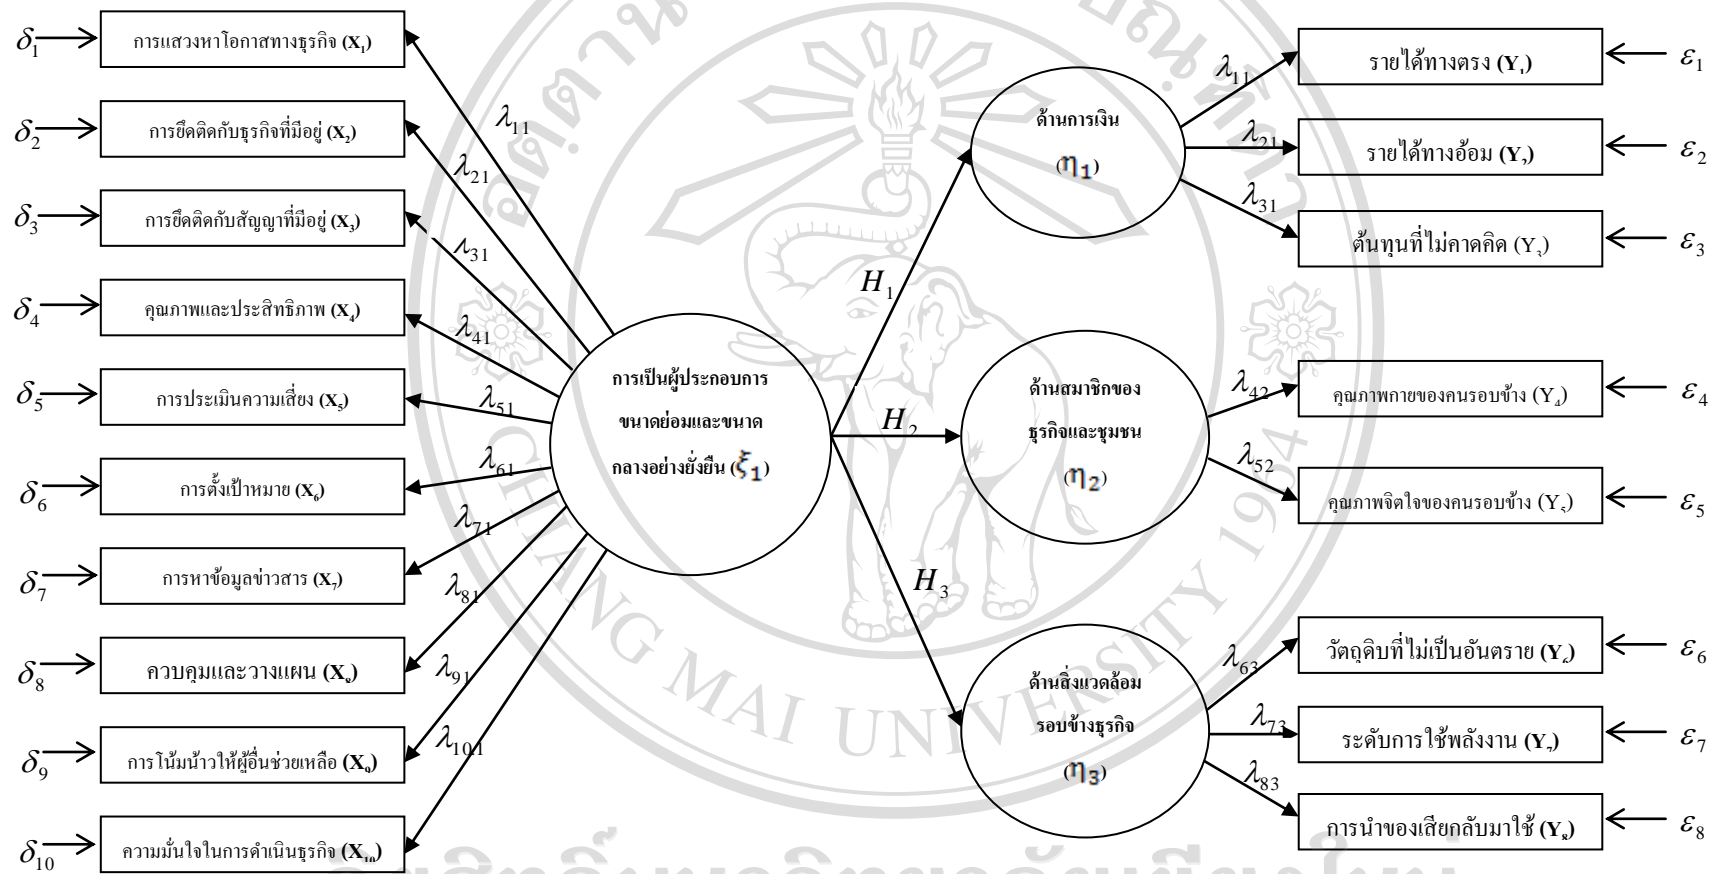 δ1
การแสวงหาโอกาสทางธุรกิจ (X1)
δ2
การยึดติดกับธุรกิจที่มีอยู่ (X2)
δ3
การยึดติดกับสัญญาที่มีอยู่ (X3)
δ4
คุณภาพและประสิทธิภาพ (X4)
δ5
การประเมินความเสี่ยง (X5)
δ6
การตั้งเป้าหมาย (X6)
δ7
การหาข้อมูลข่าวสาร (X7)
δ8
ควบคุมและวางแผน (X8)
δ9
การโน้มน้าวให้ผู้อื่นช่วยเหลือ (X9)
δ10
ความมั่นใจในการดำเนินธุรกิจ (X10)
λ11
λ21
λ31
λ41
λ51
λ61
λ71
λ81
λ91
λ101
การเป็นผู้ประกอบการ
ขนาดย่อมและขนาด
กลางอย่างยั่งยืน (ξ1)
H1
H2
H3
ด้านการเงิน
(η1)
ด้านสมาชิกของ
ธุรกิจและชุมชน
(η2)
ด้านสิ่งแวดล้อม
รอบข้างธุรกิจ
(η3)
λ11
λ21
λ31
λ42
λ52
λ63
λ73
λ83
รายได้ทางตรง (Y1)
ε1
รายได้ทางอ้อม (Y2)
ε2
ต้นทุนที่ไม่คาดคิด (Y3)
ε3
คุณภาพกายของคนรอบข้าง (Y4)
ε4
คุณภาพจิตใจของคนรอบข้าง (Y5)
ε5
วัตถุดิบที่ไม่เป็นอันตราย (Y6)
ε6
ระดับการใช้พลังงาน (Y7)
ε7
การนำของเสียกลับมาใช้ (Y8)
ε8
CHIANG MAI UNIVERSITY 1964